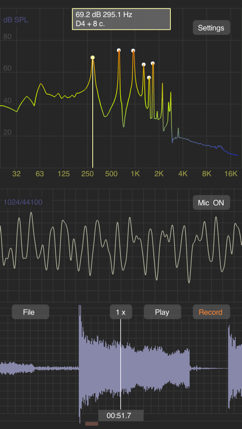 69.2 dB 295.1 Hz
D4 + 8 c.
dB SPL
Settings
80
60
40
20
32 63 125 250 500 1K 2K 4K 8K 16K
1024/44100
Mic ON
File 1 x Play Record
00:51.7